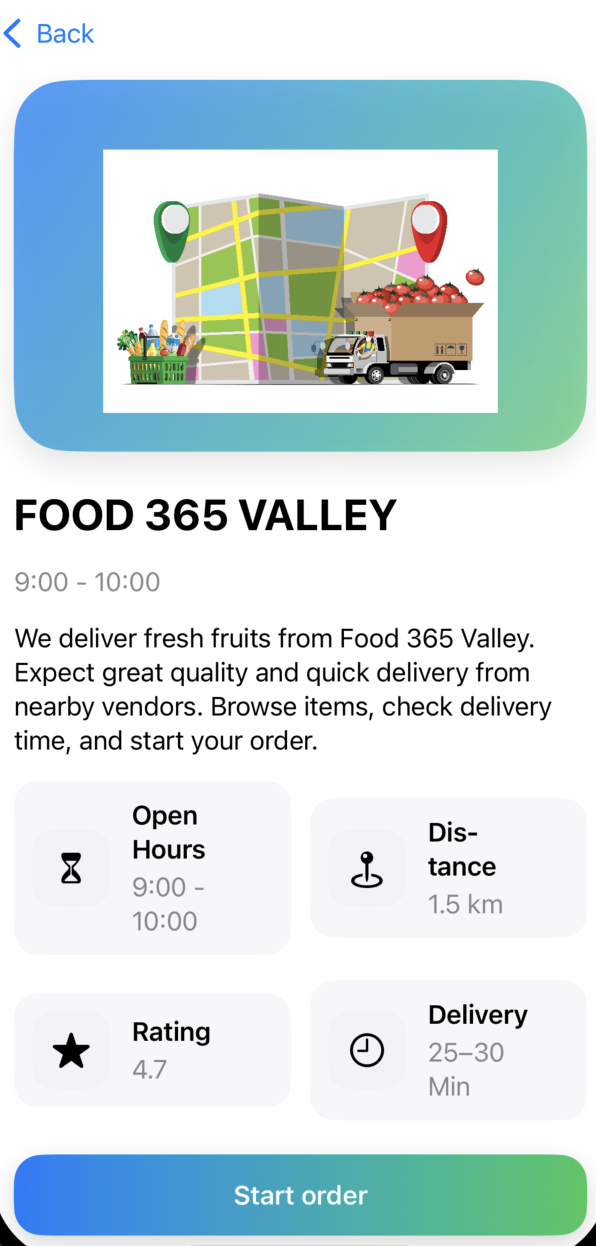 Back
FOOD 365 VALLEY
9:00 - 10:00
We deliver fresh fruits from Food 365 Valley.
Expect great quality and quick delivery from
nearby vendors. Browse items, check delivery
time, and start your order.
Open
Hours
9:00 -
10:00
Dis-
tance
1.5 km
Rating
4.7
Delivery
25–30
Min
Start order